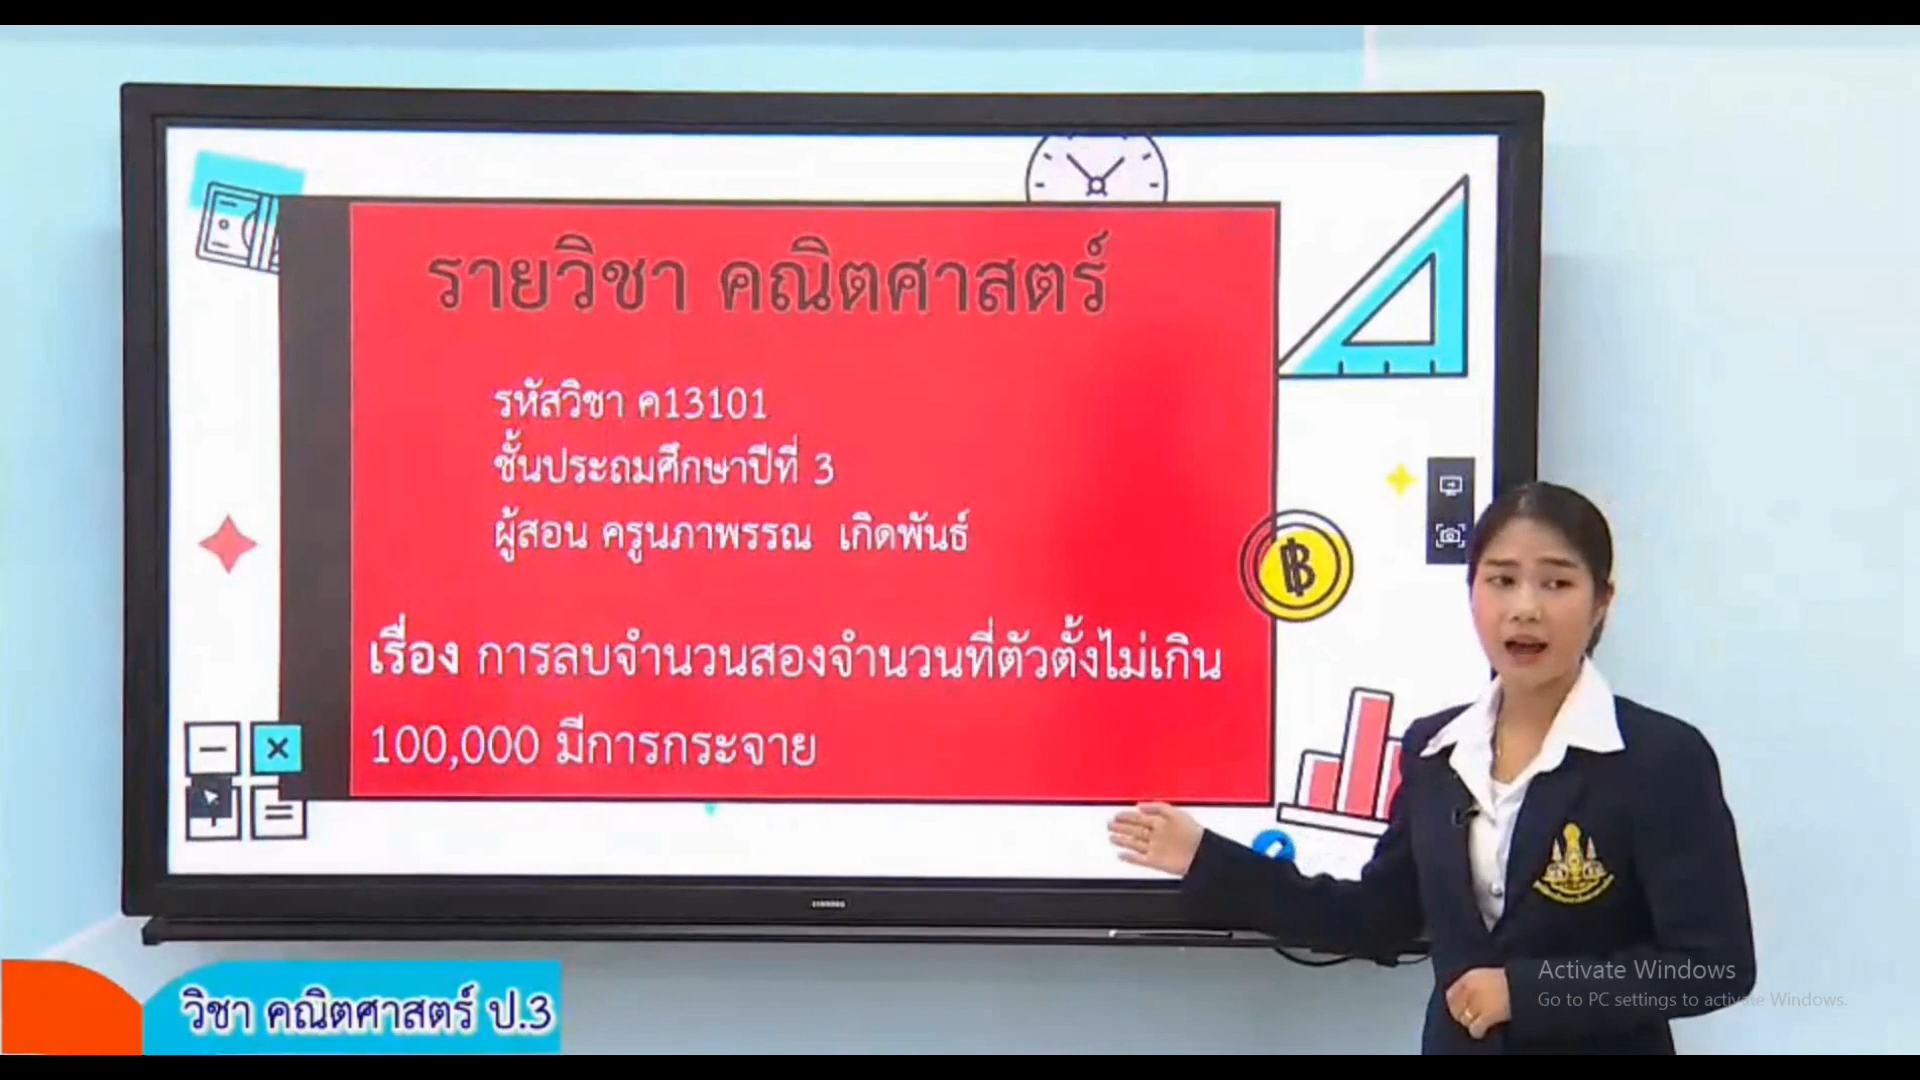 รายวิชา คณิตศาสตร์
รหัสวิชา ค13101
ชั้นประถมศึกษาปีที่ 3
ผู้สอน ครูนภาพรรณ เกิดพันธ์
เรื่อง การลบจำนวนสองจำนวนที่ตัวตั้งไม่เกิน
100,000 มีการกระจาย
SAMSUNG
วิชา คณิตศาสตร์ ป.3
Activate Windows
Go to PC settings to activate Windows.